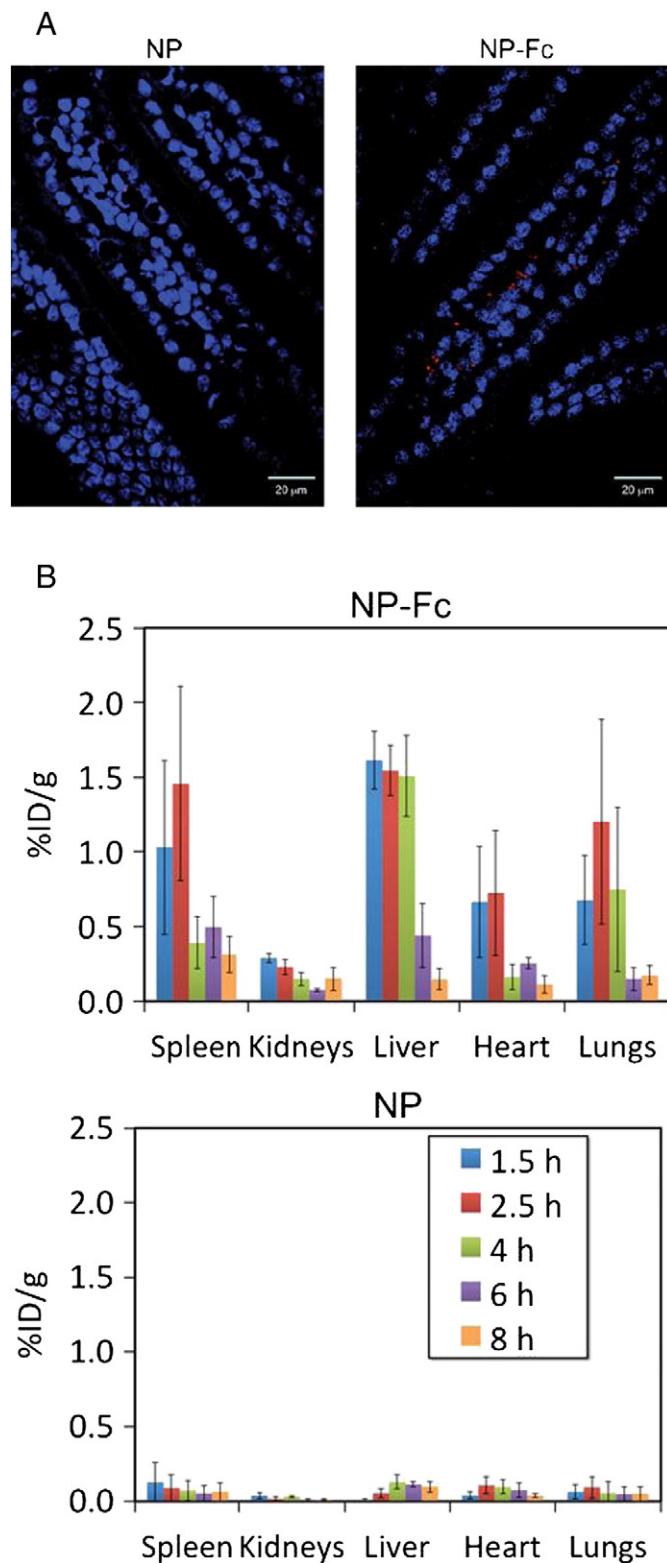 A
NP NP-Fc
20 μm 20 μm
B
NP-Fc
2.5
2.0
1.5
1.0
0.5
0.0
%ID/g
Spleen Kidneys Liver Heart Lungs
NP
2.5
2.0
1.5
1.0
0.5
0.0
%ID/g
1.5 h
2.5 h
4 h
6 h
8 h
Spleen Kidneys Liver Heart Lungs